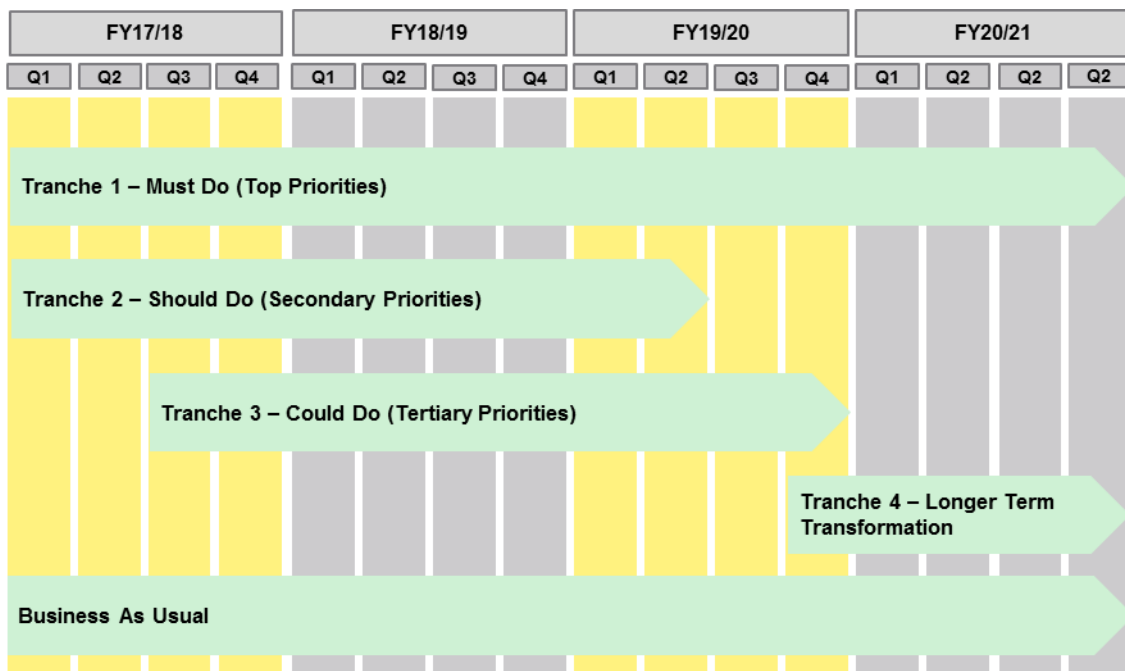 FY17/18 FY18/19 FY19/20 FY20/21
Q1 Q2 Q3 Q4 Q1 Q2 Q3 Q4 Q1 Q2 Q3 Q4 Q1 Q2 Q2 Q2
Tranche 1 – Must Do (Top Priorities)
Tranche 2 – Should Do (Secondary Priorities)
Tranche 3 – Could Do (Tertiary Priorities)
Tranche 4 – Longer Term
Transformation
Business As Usual